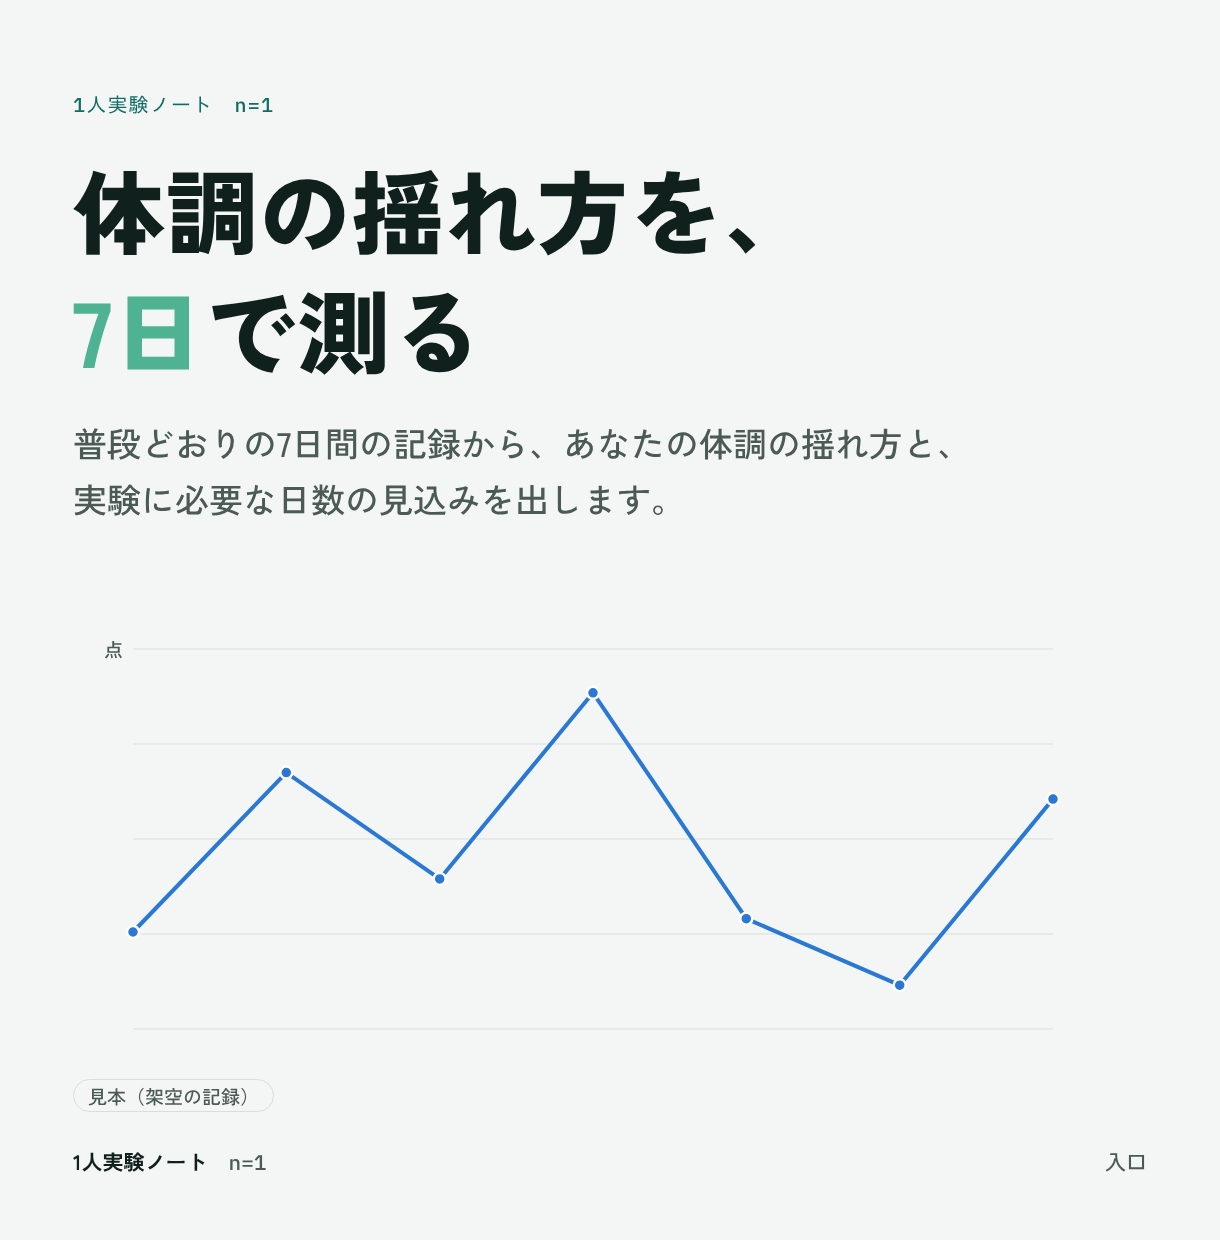 1人実験ノート n=1
体調の揺れ方を、
7日で測る
普段どおりの7日間の記録から、あなたの体調の揺れ方と、
実験に必要な日数の見込みを出します。
点
見本（架空の記録）
1人実験ノート n=1
入口